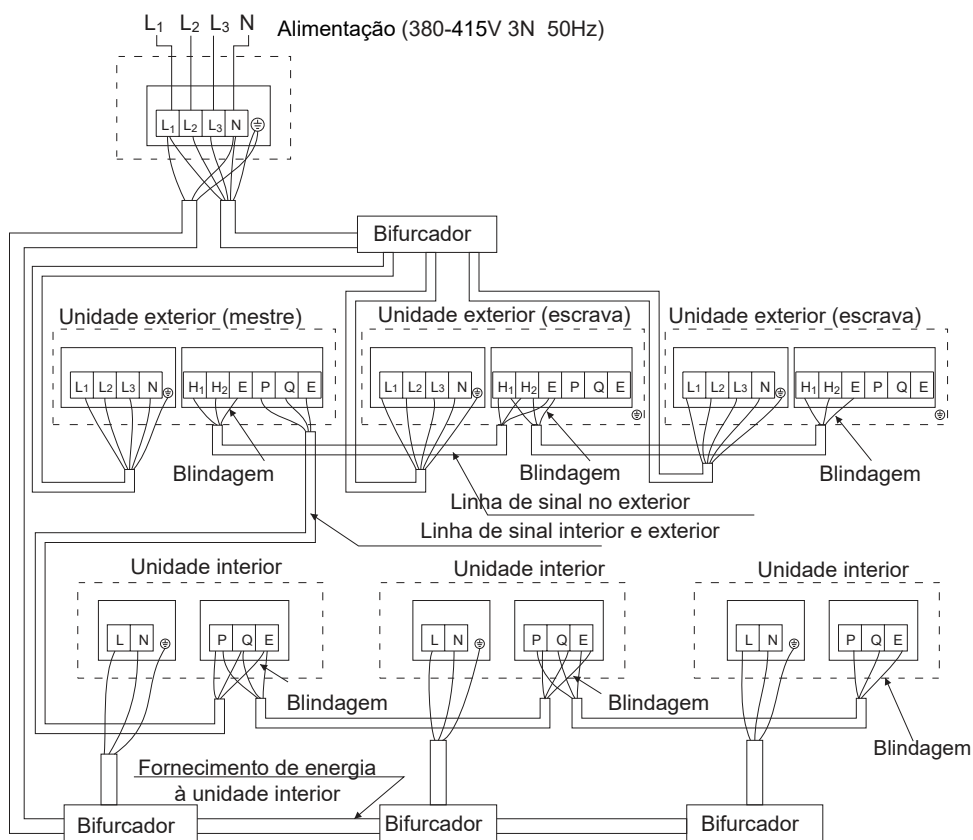 L1 L2 L3 N Alimentação (380-415V 3N 50Hz)
L1 L2 L3 N
Bifurcador
Unidade exterior (mestre)
Unidade exterior (escrava)
Unidade exterior (escrava)
L1 L2 L3 N
H1 H2 E P Q E
L1 L2 L3 N
H1 H2 E P Q E
L1 L2 L3 N
H1 H2 E P Q E
Blindagem
Blindagem
Blindagem
Linha de sinal no exterior
Linha de sinal interior e exterior
Unidade interior
Unidade interior
Unidade interior
L N
P Q E
L N
P Q E
L N
P Q E
Blindagem
Blindagem
Blindagem
Fornecimento de energia
à unidade interior
Bifurcador
Bifurcador
Bifurcador